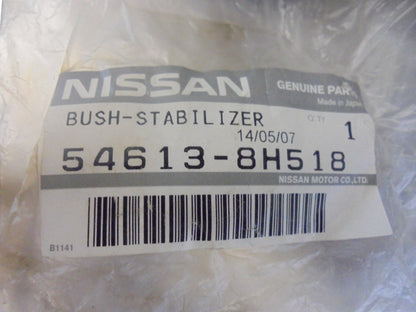 NISSAN
GENUINE PARTS
Made in Japan
BUSH-STABILIZER
Q'TY
14/05/07
1
54613-8H518
NISSAN MOTOR CO.,LTD.
B1141